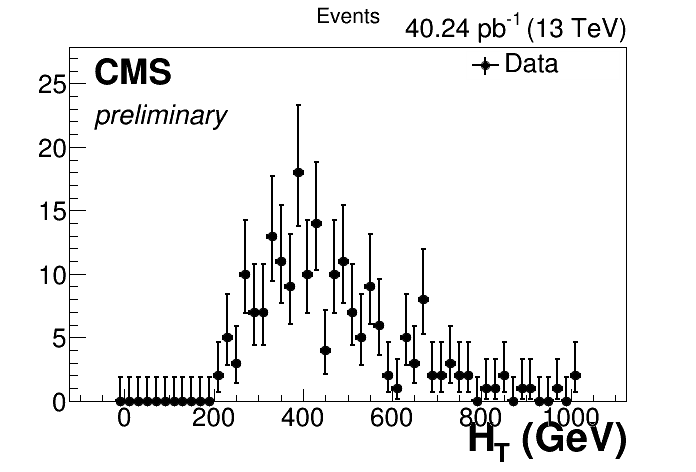 Events
40.24 pb-1 (13 TeV)
CMS
Data
preliminary
25
20
15
10
5
0
0 200 400 600 800 1000
HT (GeV)